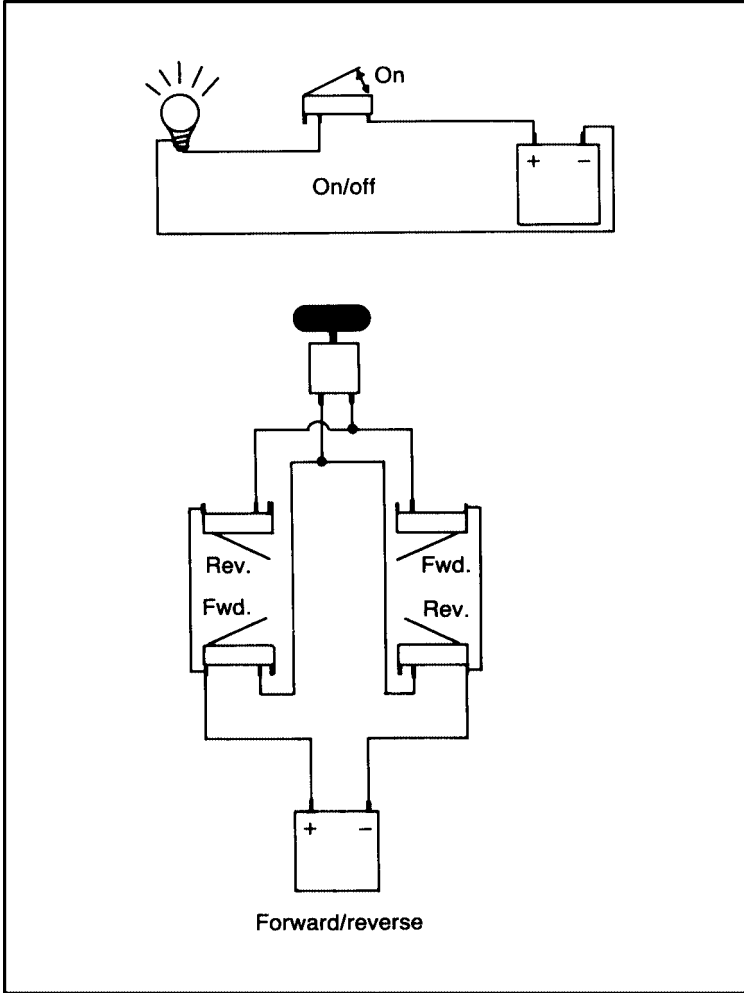 On
On/off
+ −
Rev. Fwd.
Fwd. Rev.
+ −
Forward/reverse